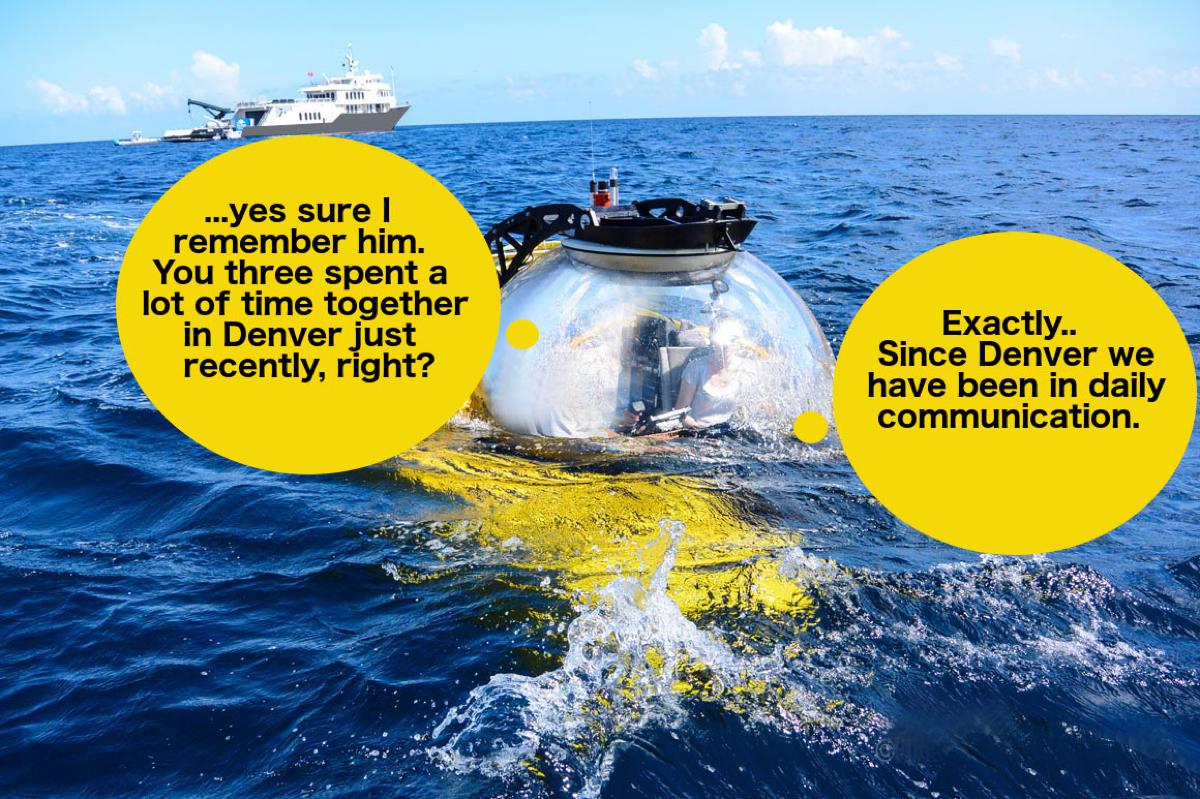 ...yes sure I
remember him.
You three spent a
lot of time together
in Denver just
recently, right?
Exactly..
Since Denver we
have been in daily
communication.